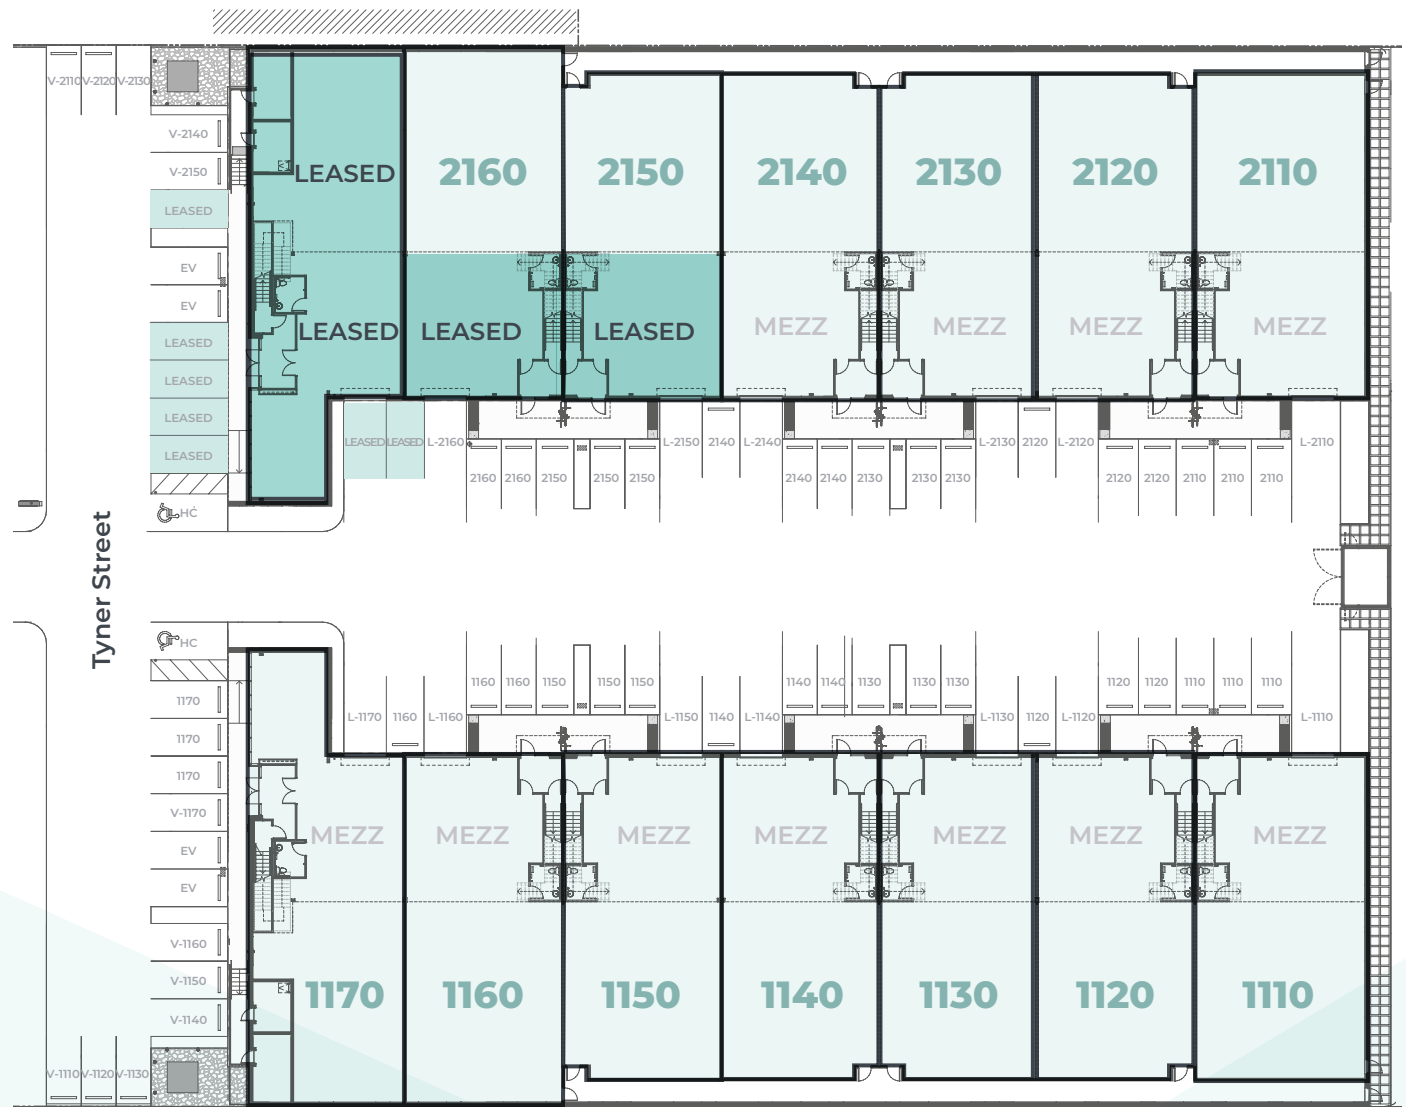 V-2110 V-2120 V-2130
V-2140
V-2150
LEASED
EV
EV
LEASED
LEASED
LEASED
LEASED
HC
Tyner Street
LEASED 2160 2150 2140 2130 2120 2110
LEASED LEASED LEASED MEZZ MEZZ MEZZ MEZZ
LEASED LEASED L-2160 L-2150 2140 L-2140 L-2130 2120 L-2120 L-2110
2160 2160 2150 2150 2150 2140 2140 2130 2130 2130 2120 2120 2110 2110 2110
HC
1170
1170
1170
V-1170
EV
EV
V-1160
V-1150
V-1140
V-1110 V-1120 V-1130
1160 1160 1150 1150 1150 1140 1140 1130 1130 1130 1120 1120 1110 1110 1110
L-1170 1160 L-1160 L-1150 1140 L-1140 L-1130 1120 L-1120 L-1110
MEZZ MEZZ MEZZ MEZZ MEZZ MEZZ MEZZ
1170 1160 1150 1140 1130 1120 1110